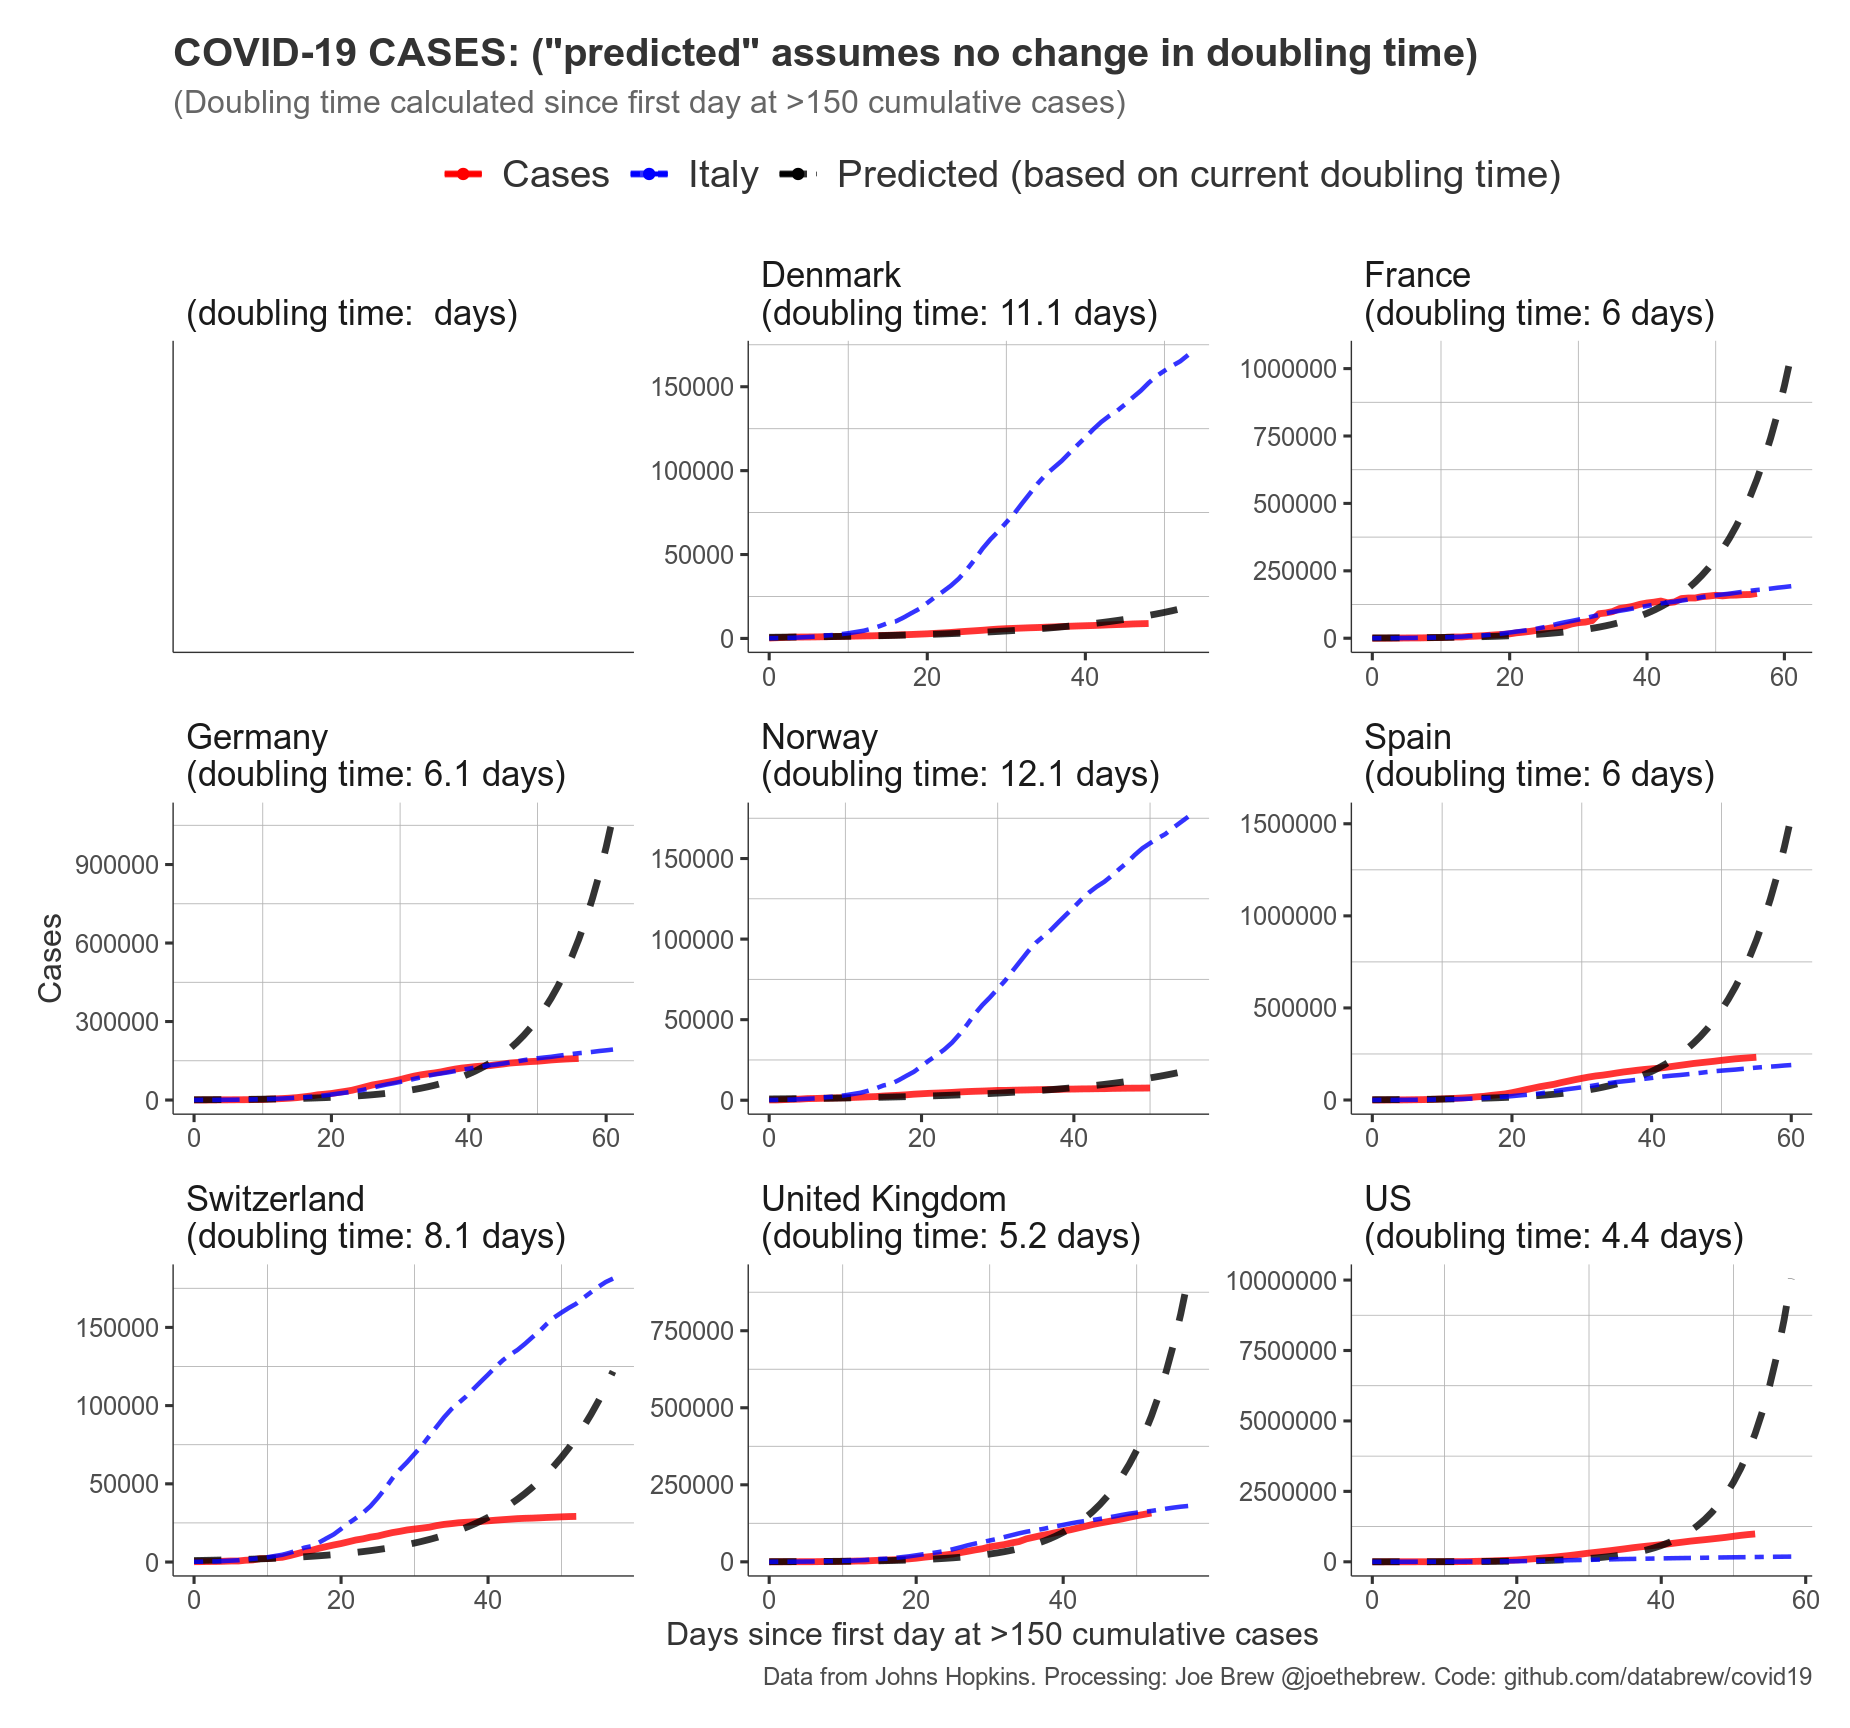 COVID-19 CASES: ("predicted" assumes no change in doubling time)
(Doubling time calculated since first day at >150 cumulative cases)
Cases Italy Predicted (based on current doubling time)
(doubling time:  days)
Denmark
(doubling time: 11.1 days)
150000
100000
50000
0
0 20 40
France
(doubling time: 6 days)
1000000
750000
500000
250000
0
0 20 40 60
Cases
Germany
(doubling time: 6.1 days)
900000
600000
300000
0
0 20 40 60
Norway
(doubling time: 12.1 days)
150000
100000
50000
0
0 20 40
Spain
(doubling time: 6 days)
1500000
1000000
500000
0
0 20 40 60
Switzerland
(doubling time: 8.1 days)
150000
100000
50000
0
0 20 40
United Kingdom
(doubling time: 5.2 days)
750000
500000
250000
0
0 20 40
US
(doubling time: 4.4 days)
10000000
7500000
5000000
2500000
0
0 20 40 60
Days since first day at >150 cumulative cases
Data from Johns Hopkins. Processing: Joe Brew @joethebrew. Code: github.com/databrew/covid19